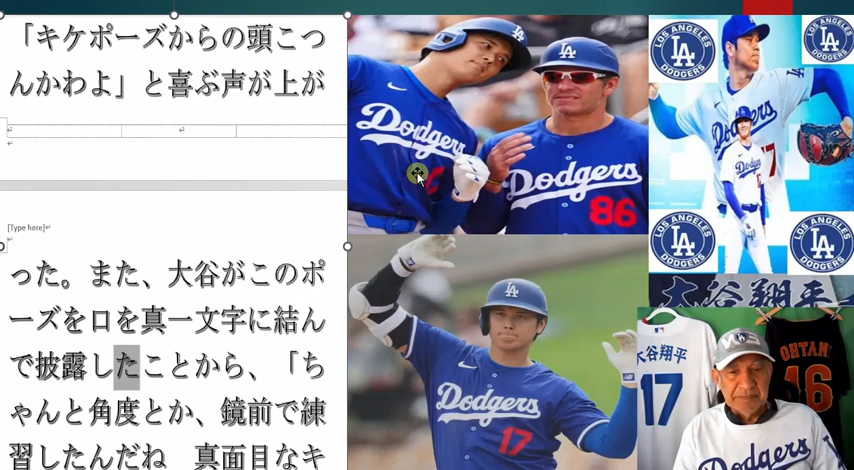 「キケポーズからの頭こつ
んかわよ」と喜ぶ声が上が
[Type here]
った。また、大谷がこのポ
ーズを口を真一文字に結ん
で披露したことから、「ち
ゃんと角度とか、鏡前で練
習したんだね　真面目なキ
LA
Dodgers
LA
Dodgers
86
LOS ANGELES
LA
DODGERS
LA
LOS ANGELES
LA
DODGERS
17
LOS ANGELES
LA
DODGERS
LOS ANGELES
LA
DODGERS
大谷翔平
LA
Dodgers
17
大谷翔平
17
OHTANI
16
Dodgers